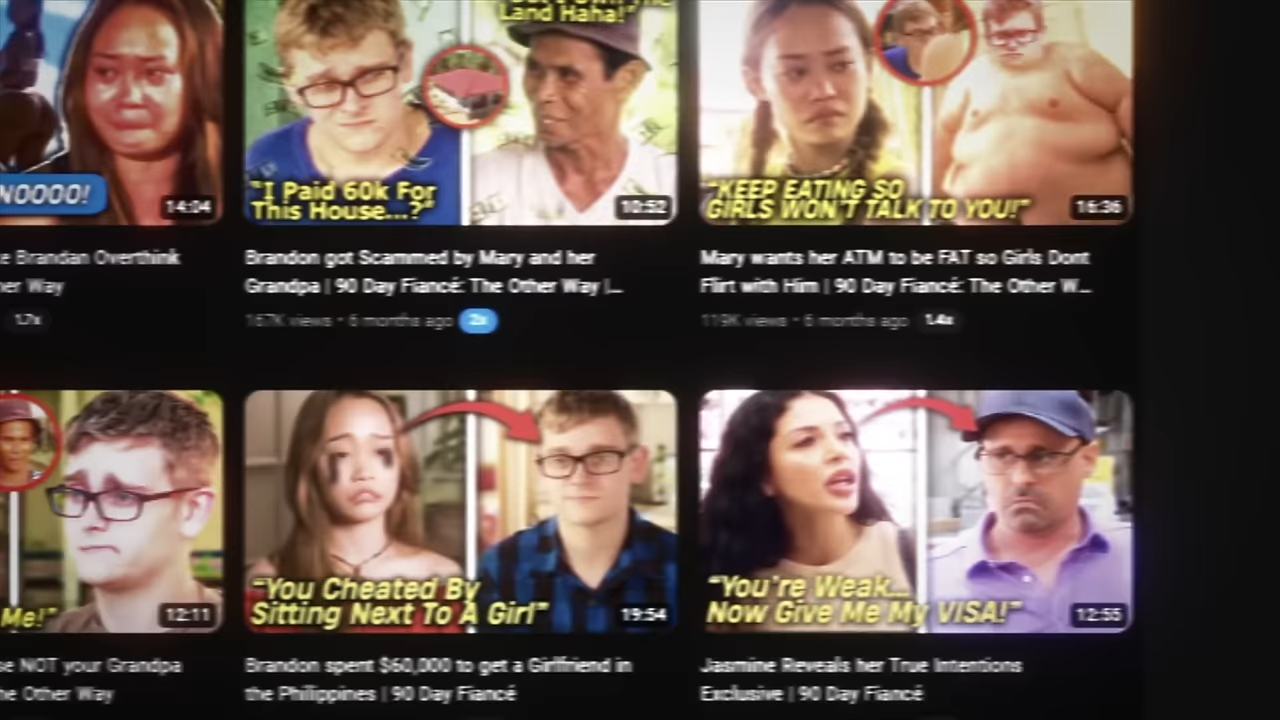 Land Haha!"
NOOOO!
14:04
"I Paid 60k For
This House...?"
10:52
"KEEP EATING SO
GIRLS WON'T TALK TO YOU!"
16:36
e Brandan Overthink
er Way
1.7x
Brandon got Scammed by Mary and her
Grandpa | 90 Day Fiancé: The Other Way |...
167K views • 6 months ago 2x
Mary wants her ATM to be FAT so Girls Dont
Flirt with Him | 90 Day Fiancé: The Other W...
119K views • 6 months ago 1.4x
Me!"
12:11
"You Cheated By
Sitting Next To A Girl"
19:54
"You're Weak...
Now Give Me My VISA!"
12:55
se NOT your Grandpa
he Other Way
Brandon spent $60,000 to get a Girlfriend in
the Philippines | 90 Day Fiancé
Jasmine Reveals her True Intentions
Exclusive | 90 Day Fiancé